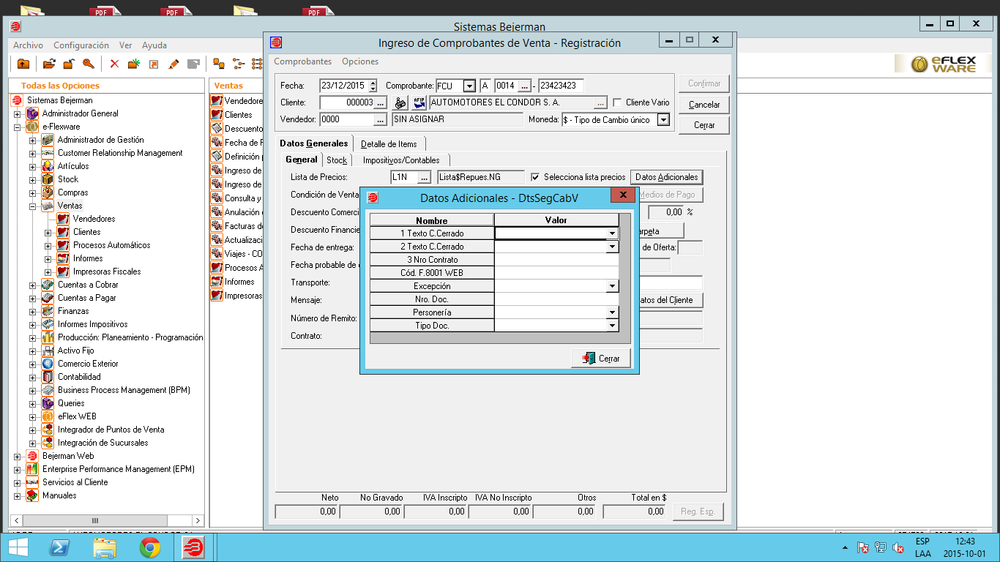 PDF PDF PDF
Sistemas Bejerman
Archivo Configuración Ver Ayuda
eFLEX
WARE
Todas las Opciones
Sistemas Bejerman
Administrador General
e-Flexware
Administrador de Gestión
Customer Relationship Management
Artículos
Stock
Compras
Ventas
Vendedores
Clientes
Procesos Automáticos
Informes
Impresoras Fiscales
Cuentas a Cobrar
Cuentas a Pagar
Finanzas
Informes Impositivos
Producción: Planeamiento - Programación
Activo Fijo
Comercio Exterior
Contabilidad
Business Process Management (BPM)
Queries
eFlex WEB
Integrador de Puntos de Venta
Integración de Sucursales
Bejerman Web
Enterprise Performance Management (EPM)
Servicios al Cliente
Manuales
Ventas
Vendedores
Clientes
Descuento
Fecha de F
Definición p
Ingreso de
Ingreso de
Consulta y
Anulación
Facturas d
Actualizaci
Viajes - CO
Procesos A
Informes
Impresoras
Ingreso de Comprobantes de Venta - Registración
Comprobantes Opciones
Fecha: 23/12/2015 Comprobante: FCU A 0014 ... - 23423423
Cliente: 000003 ... AFIP AUTOMOTORES EL CONDOR S. A. ... Cliente Vario
Vendedor: 0000 ... SIN ASIGNAR Moneda: $ - Tipo de Cambio único
Confirmar
Cancelar
Cerrar
Datos Generales Detalle de Items
General Stock Impositivos/Contables
Lista de Precios: L1N ... Lista$Repues.NG Selecciona lista precios Datos Adicionales
Condición de Venta Medios de Pago
Descuento Comerci 0,00 %
Descuento Financie arpeta
Fecha de entrega: de Oferta:
Fecha probable de
Transporte:
Mensaje: atos del Cliente
Número de Remito:
Contrato:
Datos Adicionales - DtsSegCabV
Nombre Valor
1 Texto C.Cerrado
2 Texto C.Cerrado
3 Nro Contrato
Cód. F.8001 WEB
Excepción
Nro. Doc.
Personería
Tipo Doc.
Cerrar
Neto No Gravado IVA Inscripto IVA No Inscripto Otros Total en $
0,00 0,00 0,00 0,00 0,00 0,00 Reg. Esp.
ESP 12:43
LAA 2015-10-01